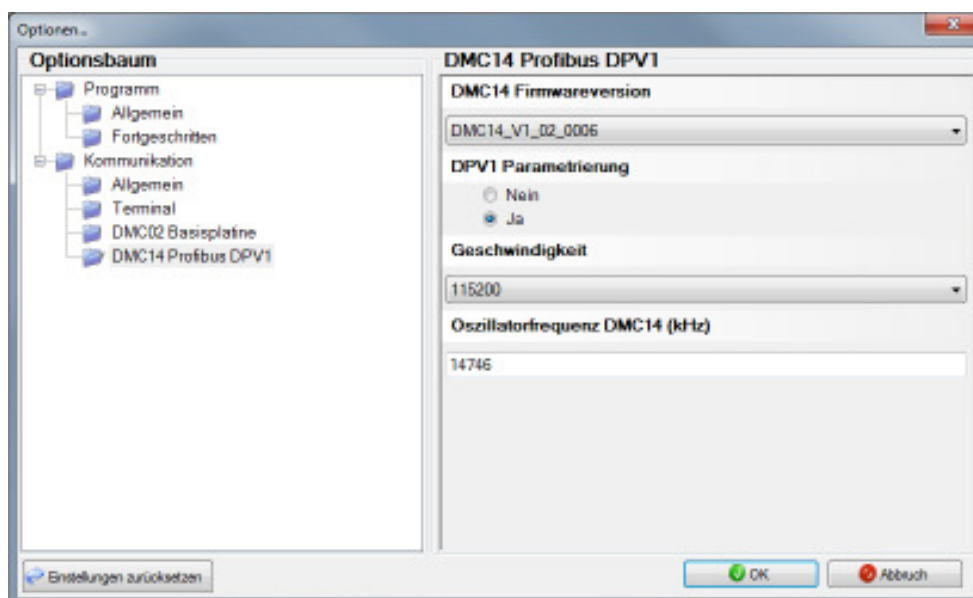 Optionen...
Optionsbaum
Programm
Allgemein
Fortgeschritten
Kommunikation
Allgemein
Terminal
DMC02 Basisplatine
DMC14 Profibus DPV1
DMC14 Profibus DPV1
DMC14 Firmwareversion
DMC14_V1_02_0006
DPV1 Parametrierung
Nein
Ja
Geschwindigkeit
115200
Oszillatorfrequenz DMC14 (kHz)
14746
Einstellungen zurücksetzen
OK
Abbruch